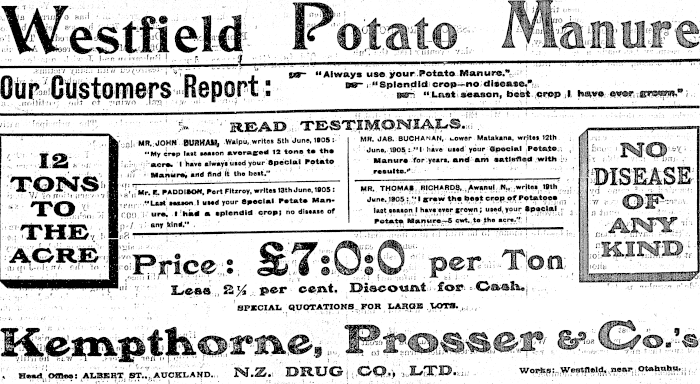 Westfield Potato Manure
Our Customers Report:
"Always use your Potato Manure."
"Splendid crop—no disease."
"Last season, best crop I have ever grown."
READ TESTIMONIALS.
12
TONS
TO
THE
ACRE
MR. JOHN BURHAM, Waipu, writes 5th June, 1905:
"My crop last season averaged 12 tons to the
acre. I have always used your Special Potato
Manure, and find it the best."
Mr. E. PADDISON, Port Fitzroy, writes 13th June, 1905:
"Last season I used your Special Potato Man-
ure. I had a splendid crop; no disease of
any kind."
MR. JAS. BUCHANAN, Lower Matakana, writes 12th
June, 1905: "I have used your Special Potato
Manure for years, and am satisfied with
results."
MR. THOMAS RICHARDS, Awanui N., writes 19th
June, 1905: "I grew the best crop of Potatoes
last season I have ever grown; used your Special
Potato Manure—5 cwt. to the acre."
NO
DISEASE
OF
ANY
KIND
Price: £7:0:0 per Ton
Less 2½ per cent. Discount for Cash.
SPECIAL QUOTATIONS FOR LARGE LOTS.
Kempthorne, Prosser & Co.'s
Head Office: ALBERT ST., AUCKLAND. N.Z. DRUG CO., LTD. Works: Westfield, near Otahuhu.